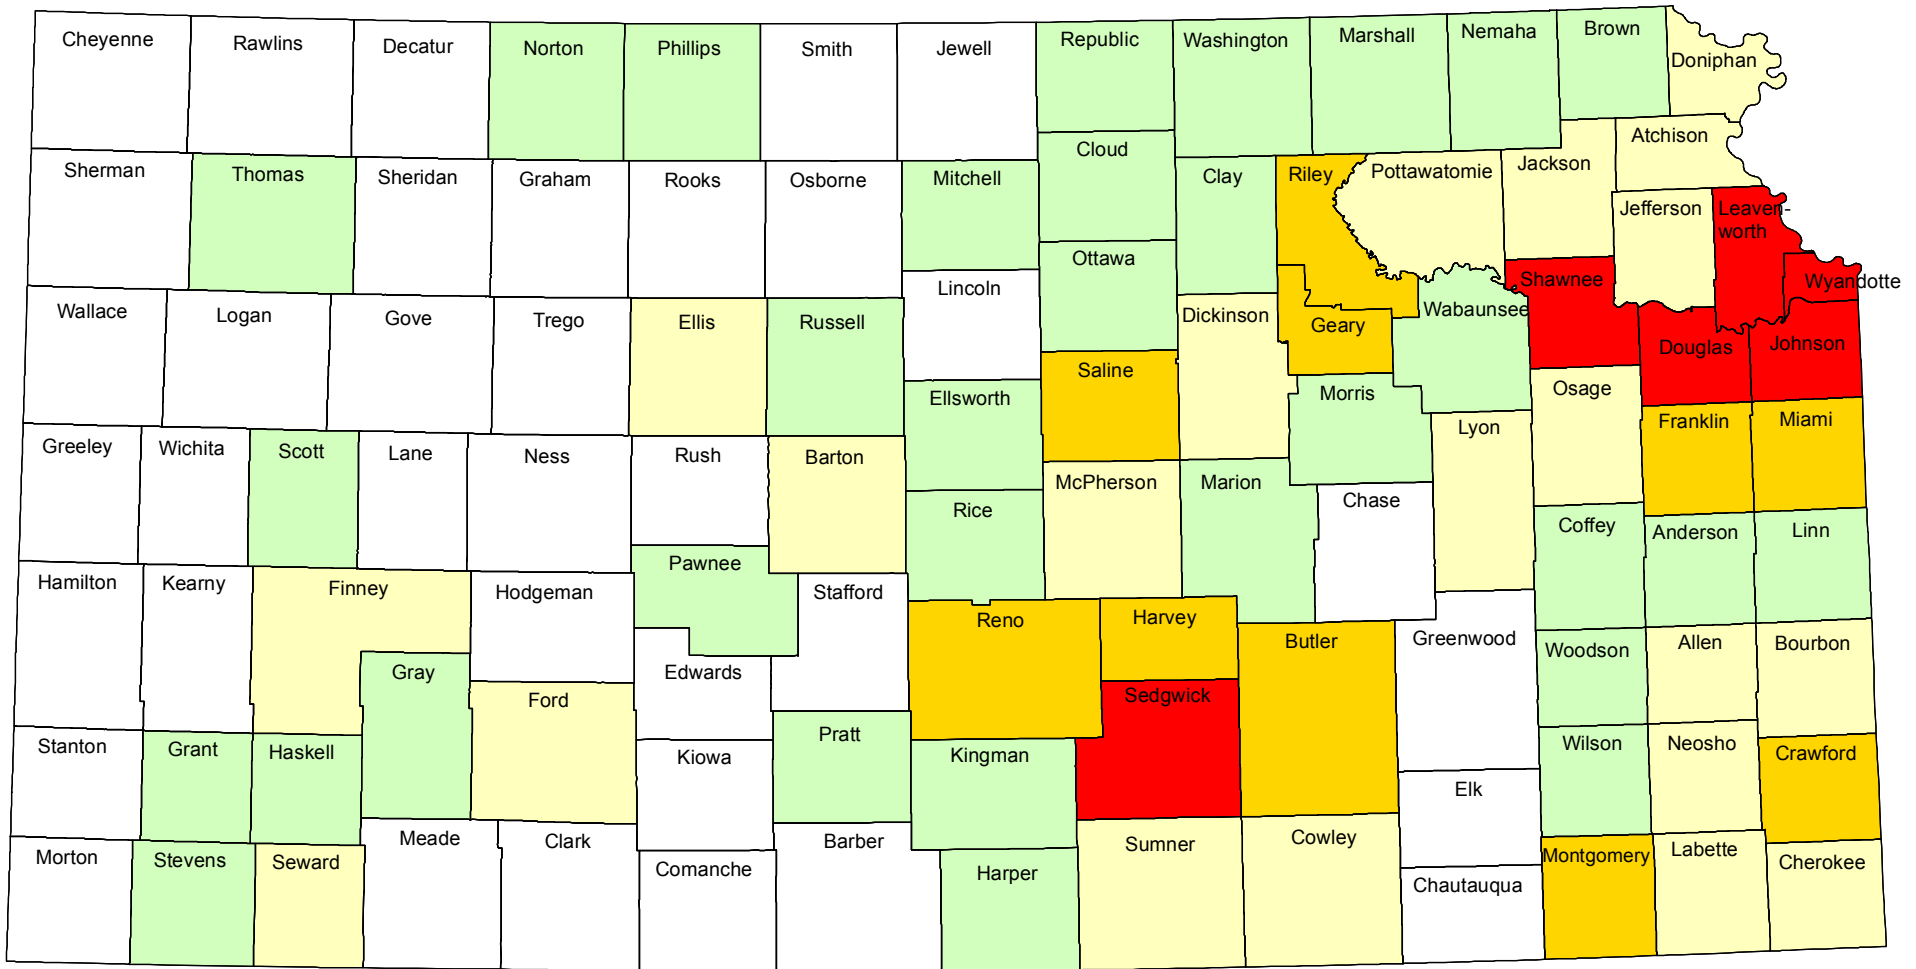 Cheyenne
Rawlins
Decatur
Norton
Phillips
Smith
Jewell
Republic
Washington
Marshall
Nemaha
Brown
Doniphan
Sherman
Thomas
Sheridan
Graham
Rooks
Osborne
Mitchell
Cloud
Clay
Riley
Pottawatomie
Jackson
Atchison
Jefferson
Leaven-
worth
Wyandotte
Wallace
Logan
Gove
Trego
Ellis
Russell
Lincoln
Ottawa
Dickinson
Geary
Wabaunsee
Shawnee
Douglas
Johnson
Saline
Ellsworth
Morris
Osage
Franklin
Miami
Greeley
Wichita
Scott
Lane
Ness
Rush
Barton
Rice
McPherson
Marion
Chase
Lyon
Coffey
Anderson
Linn
Hamilton
Kearny
Finney
Hodgeman
Pawnee
Stafford
Reno
Harvey
Butler
Greenwood
Woodson
Allen
Bourbon
Gray
Ford
Edwards
Sedgwick
Stanton
Grant
Haskell
Kiowa
Pratt
Kingman
Elk
Wilson
Neosho
Crawford
Morton
Stevens
Seward
Meade
Clark
Comanche
Barber
Harper
Sumner
Cowley
Chautauqua
Montgomery
Labette
Cherokee